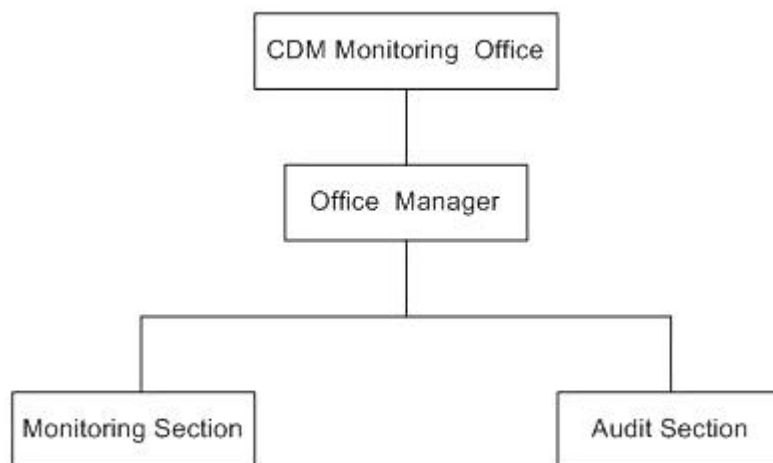 CDM Monitoring Office
Office Manager
Monitoring Section
Audit Section